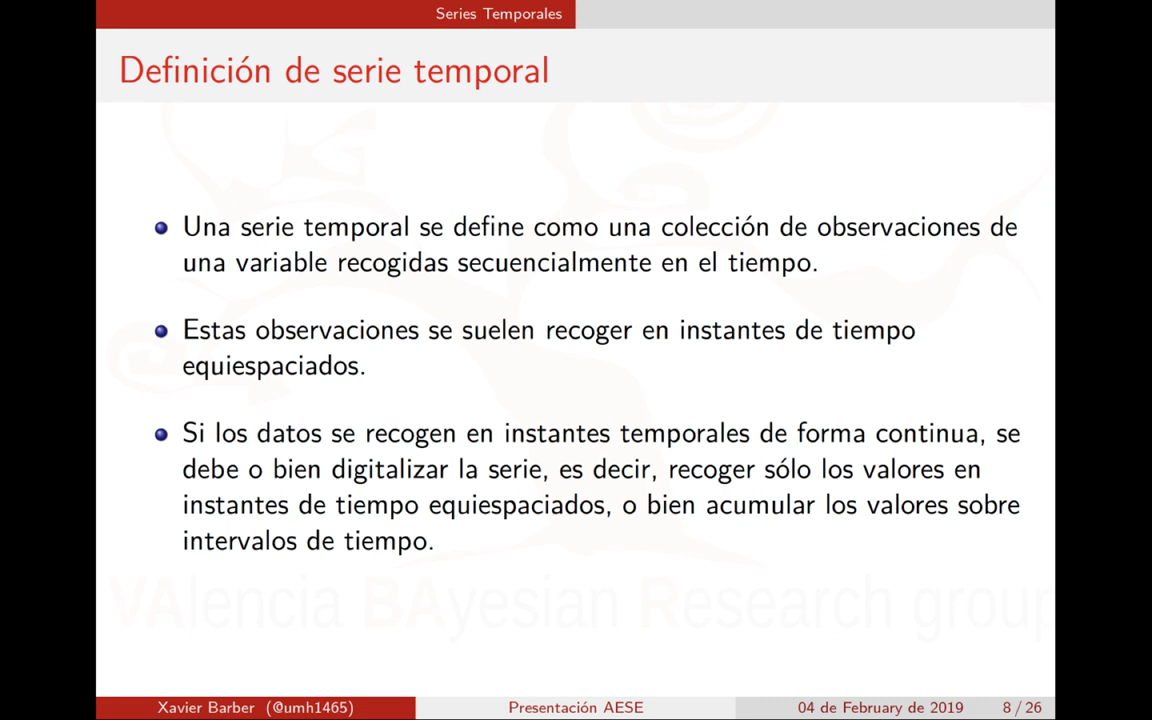 Series Temporales
Definición de serie temporal
Una serie temporal se define como una colección de observaciones de
una variable recogidas secuencialmente en el tiempo.
Estas observaciones se suelen recoger en instantes de tiempo
equiespaciados.
Si los datos se recogen en instantes temporales de forma continua, se
debe o bien digitalizar la serie, es decir, recoger sólo los valores en
instantes de tiempo equiespaciados, o bien acumular los valores sobre
intervalos de tiempo.
VAlencia BAyesian Research group
Xavier Barber (@umh1465) Presentación AESE 04 de February de 2019 8 / 26